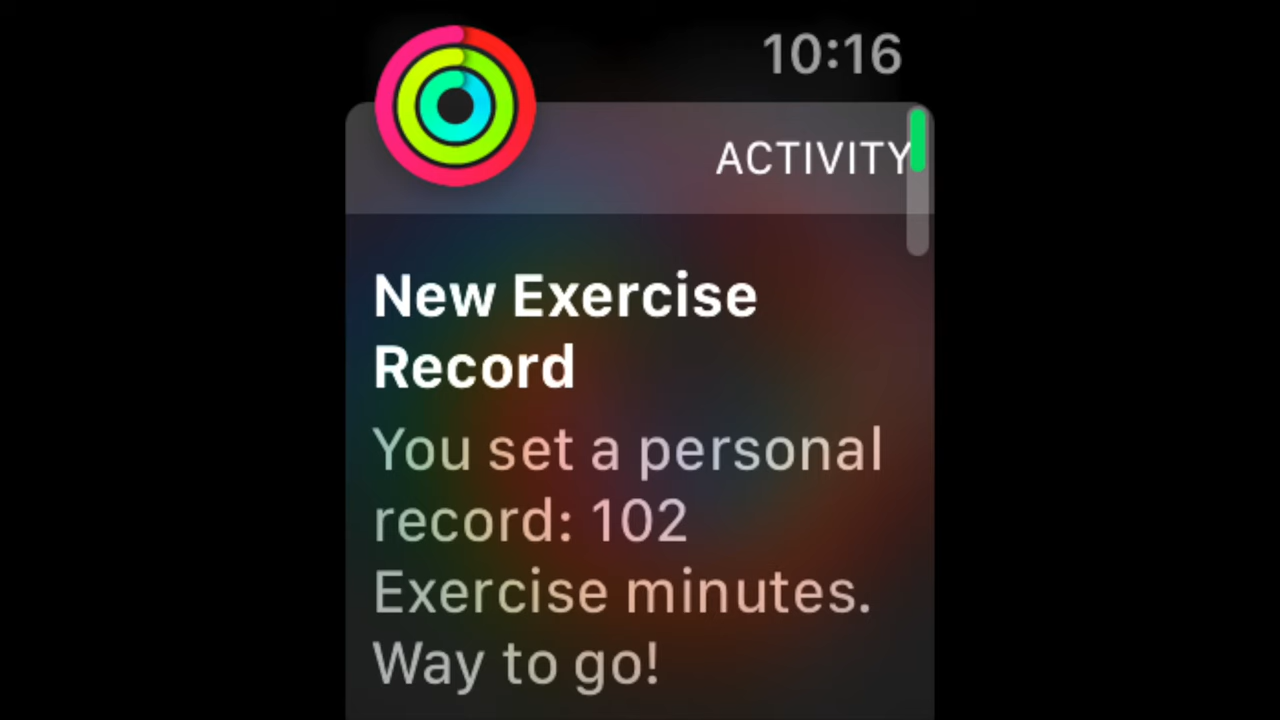 10:16
ACTIVITY
New Exercise
Record
You set a personal
record: 102
Exercise minutes.
Way to go!